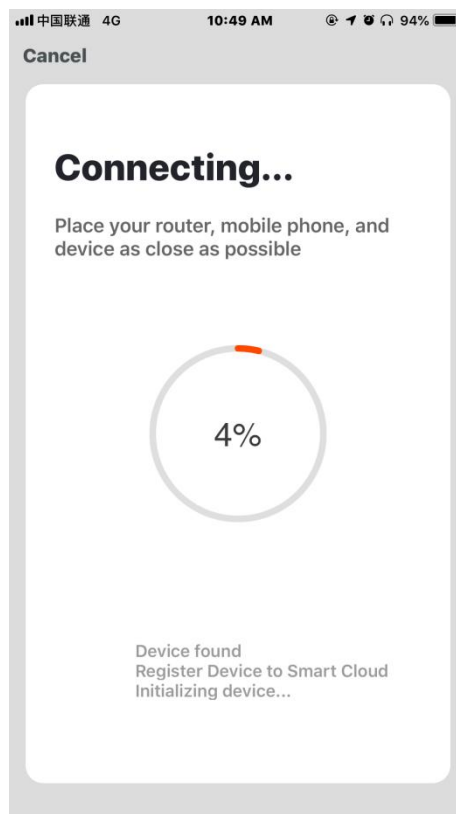 中国联通 4G 10:49 AM 94%
Cancel
Connecting...
Place your router, mobile phone, and
device as close as possible
4%
Device found
Register Device to Smart Cloud
Initializing device...